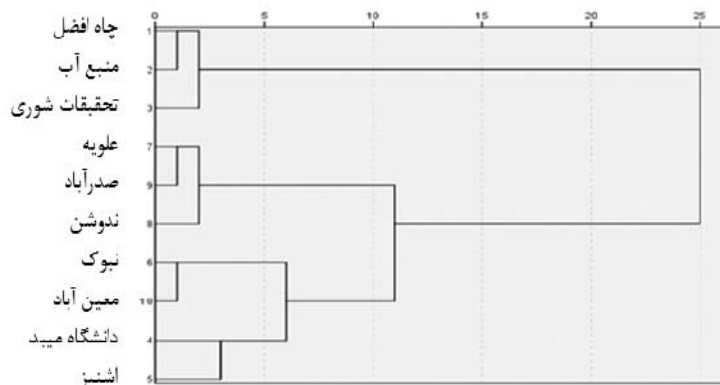 0 5 10 15 20 25
چاه افضل 1
منبع آب 2
تحقیقات شوری 3
علویه 7
صدرآباد 9
ندوشن 8
نیوک 6
معین آباد 10
دانشگاه میبد 4
اشنیز 5